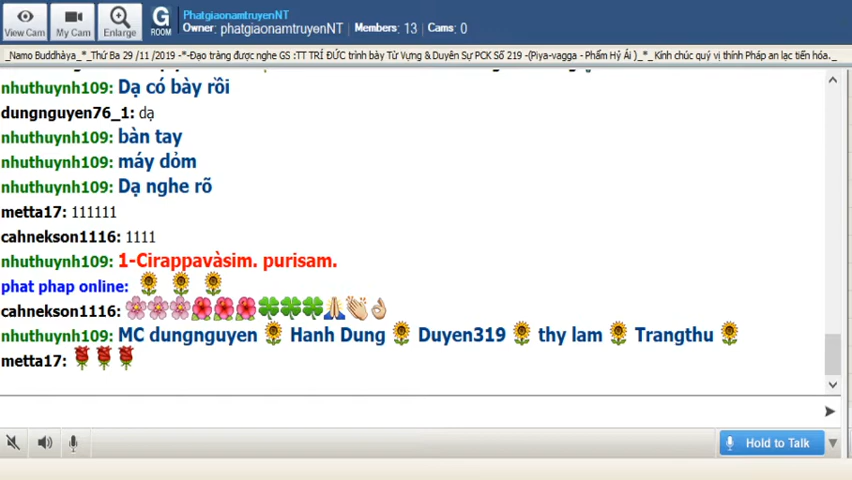 PhatgiaonamtruyenNT
View Cam
My Cam
Enlarge
G
ROOM
Owner: phatgiaonamtruyenNT Members: 13 Cams: 0
_Namo Buddhàya_*_Thứ Ba 29 /11 /2019 -*-Đạo tràng được nghe GS :TT TRÍ ĐỨC trình bày Từ Vựng & Duyên Sự PCK Số 219 -(Piya-vagga - Phẩm Hỷ Ái )_*_ Kính chúc quý vị thính Pháp an lạc tiến hóa._
nhuthuynh109: Dạ có bày rồi
dungnguyen76_1: dạ
nhuthuynh109: bàn tay
nhuthuynh109: máy dỏm
nhuthuynh109: Dạ nghe rõ
metta17: 111111
cahnekson1116: 1111
nhuthuynh109: 1-Cirappavàsim. purisam.
phat phap online:
cahnekson1116:
nhuthuynh109: MC dungnguyen Hanh Dung Duyen319 thy lam Trangthu
metta17:
Hold to Talk